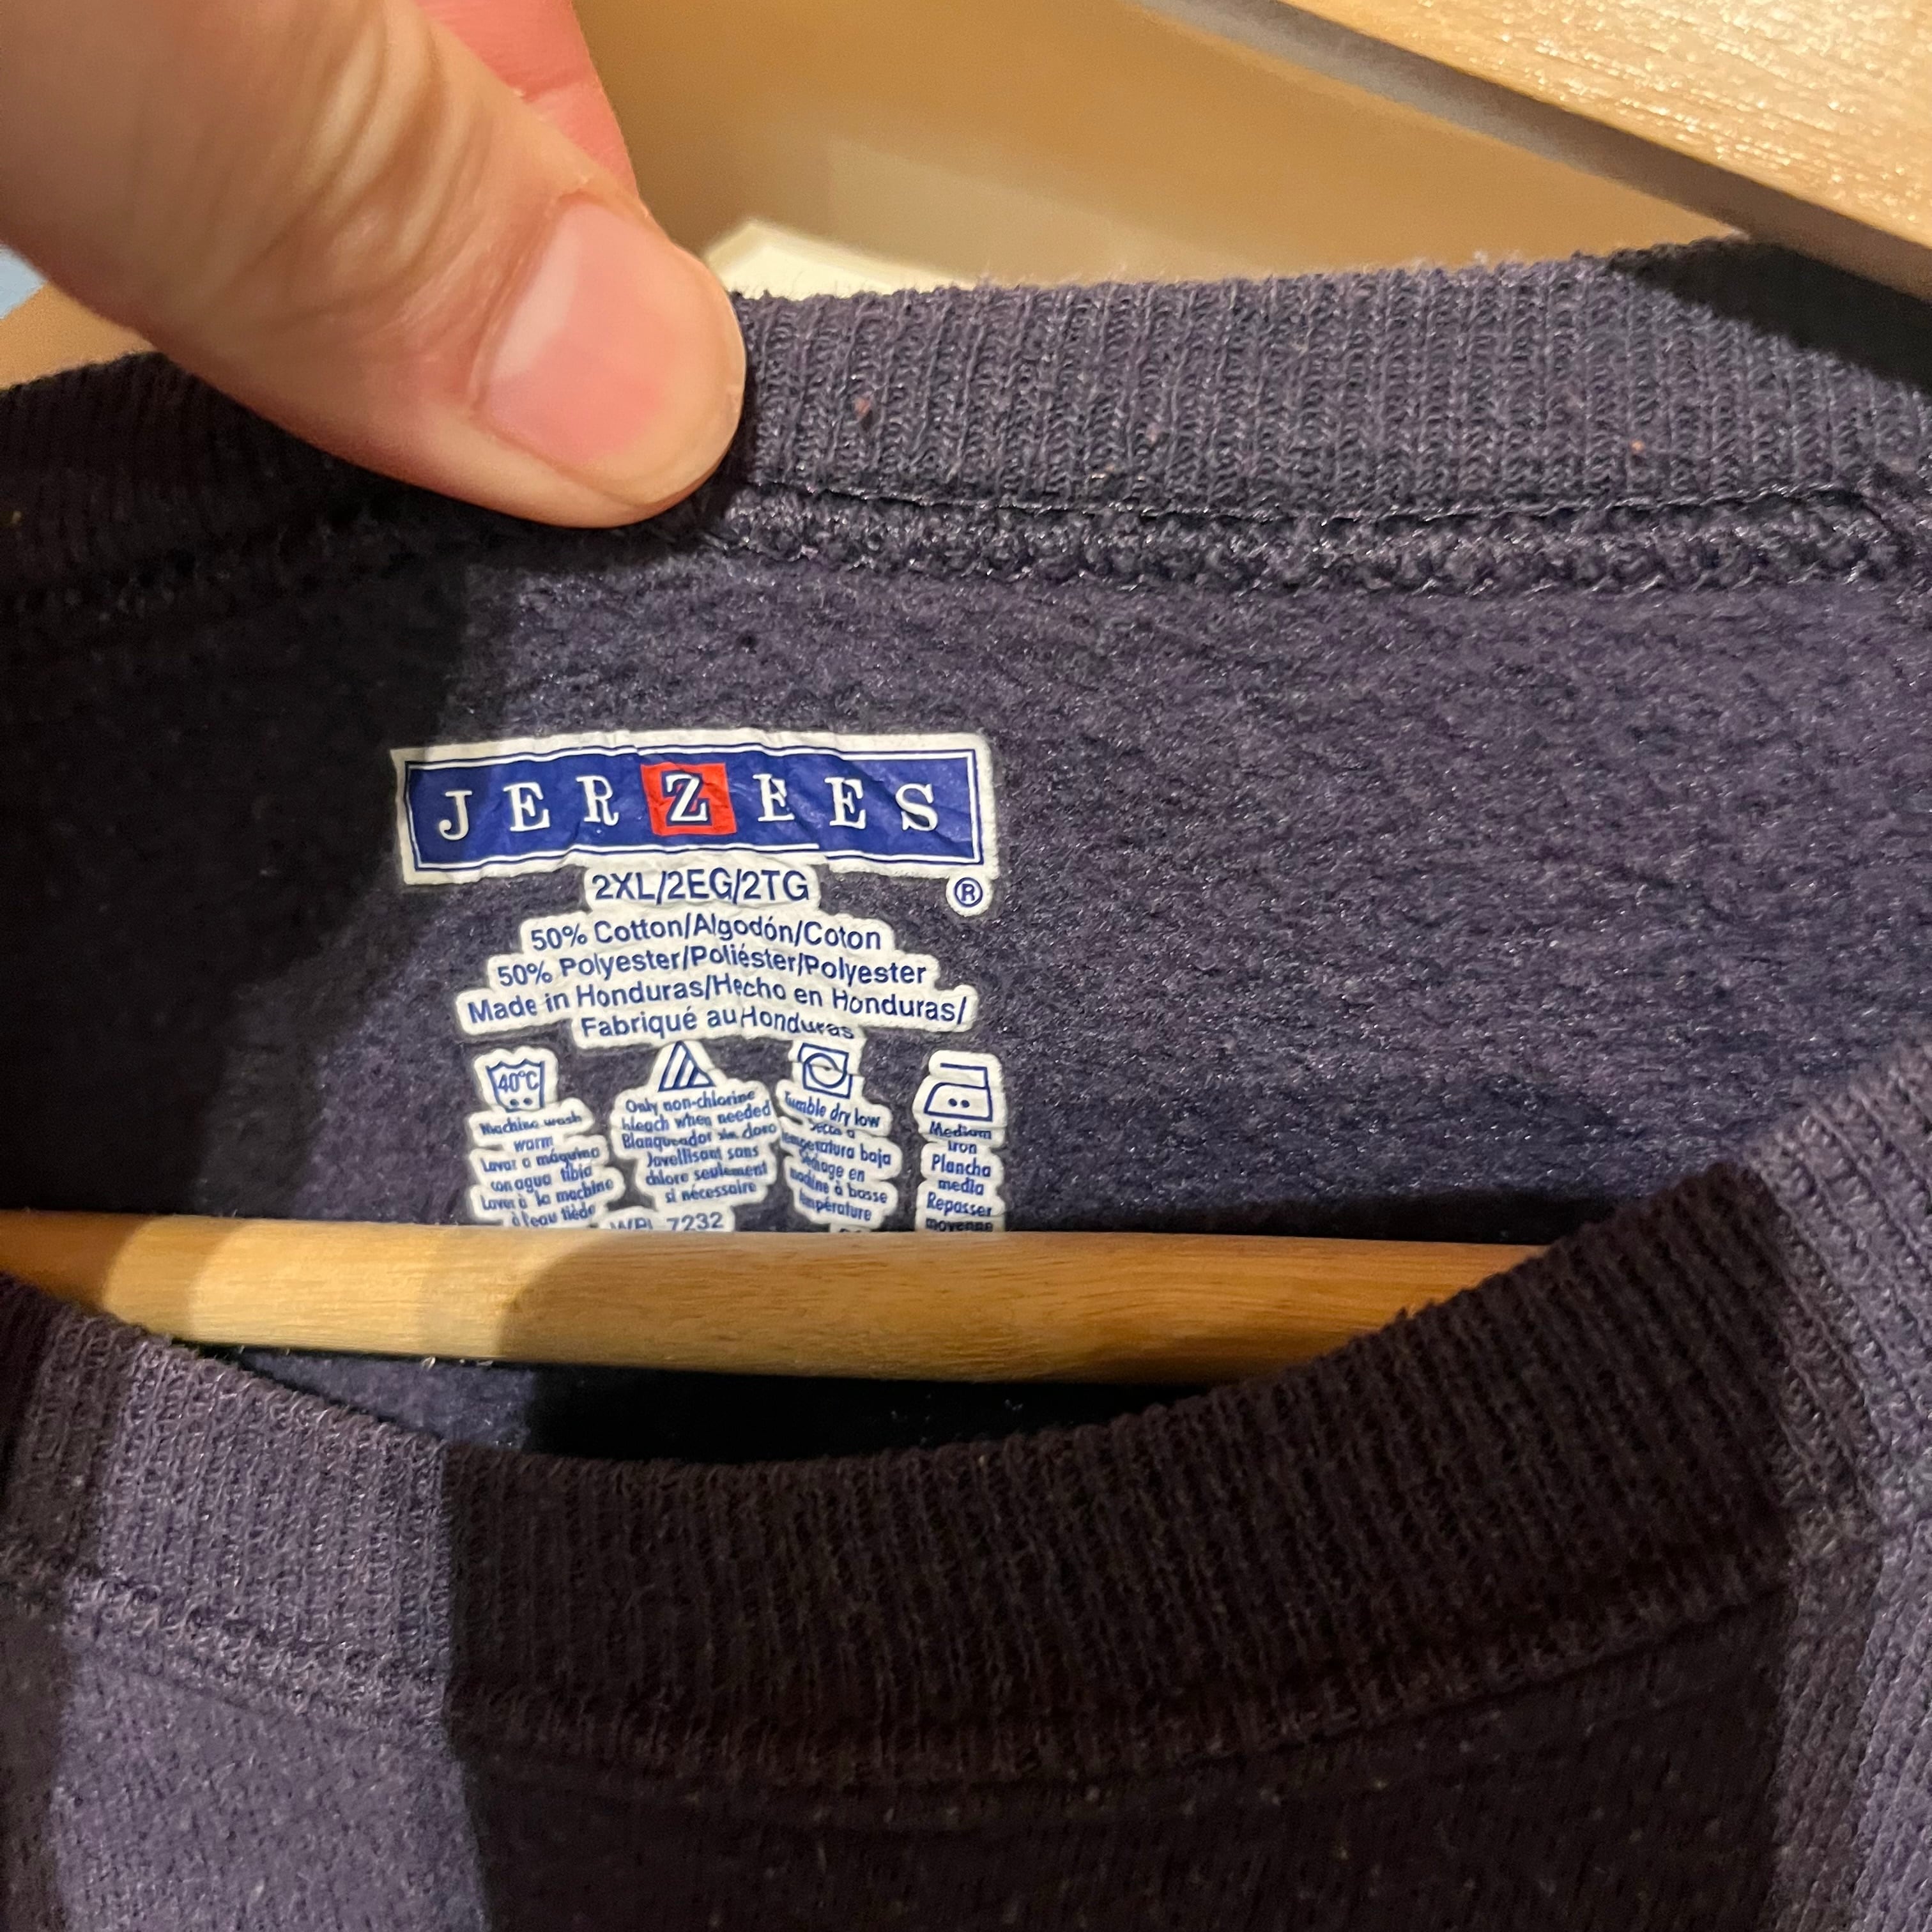 JERZEES
2XL/2EG/2TG
®
50% Cotton/Algodón/Coton
50% Polyester/Poliéster/Polyester
Made in Honduras/Hecho en Honduras/
Fabriqué au Honduras
40°C
Machine wash
warm
Lavar a máquina
con agua tibia
Laver à la machine
à l'eau tiède
Only non-chlorine
bleach when needed
Blanqueador sin cloro
Javellisant sans
chlore seulement
si nécessaire
Tumble dry low
Secar a
temperatura baja
Séchage en
machine à basse
température
Medium
Iron
Plancha
media
Repasser
moyenne
WPL 7232